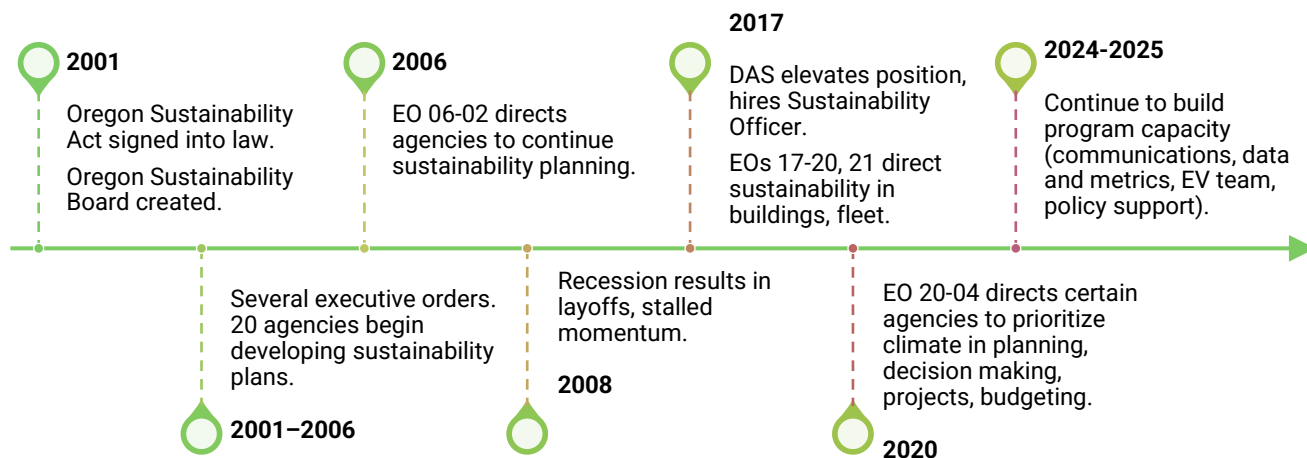 2001
Oregon Sustainability
Act signed into law.
Oregon Sustainability
Board created.
Several executive orders.
20 agencies begin
developing sustainability
plans.
2001–2006
2006
EO 06-02 directs
agencies to continue
sustainability planning.
Recession results in
layoffs, stalled
momentum.
2008
2017
DAS elevates position,
hires Sustainability
Officer.
EOs 17-20, 21 direct
sustainability in
buildings, fleet.
EO 20-04 directs certain
agencies to prioritize
climate in planning,
decision making,
projects, budgeting.
2020
2024-2025
Continue to build
program capacity
(communications, data
and metrics, EV team,
policy support).